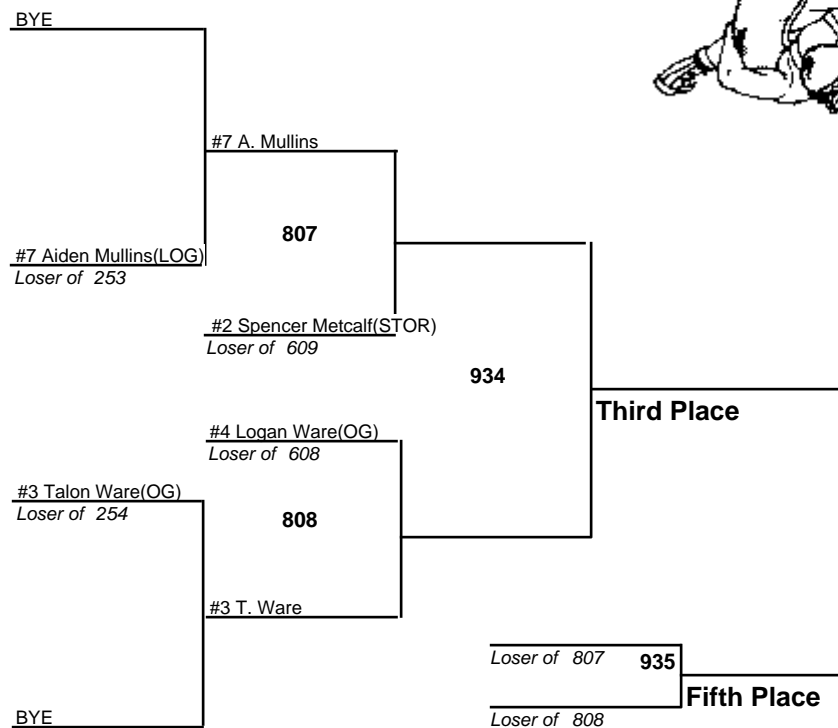 BYE
#7 A. Mullins
807
#7 Aiden Mullins(LOG)
Loser of 253
#2 Spencer Metcalf(STOR)
Loser of 609
934
Third Place
#4 Logan Ware(OG)
Loser of 608
#3 Talon Ware(OG)
Loser of 254
808
#3 T. Ware
Loser of 807 935
Fifth Place
BYE
Loser of 808